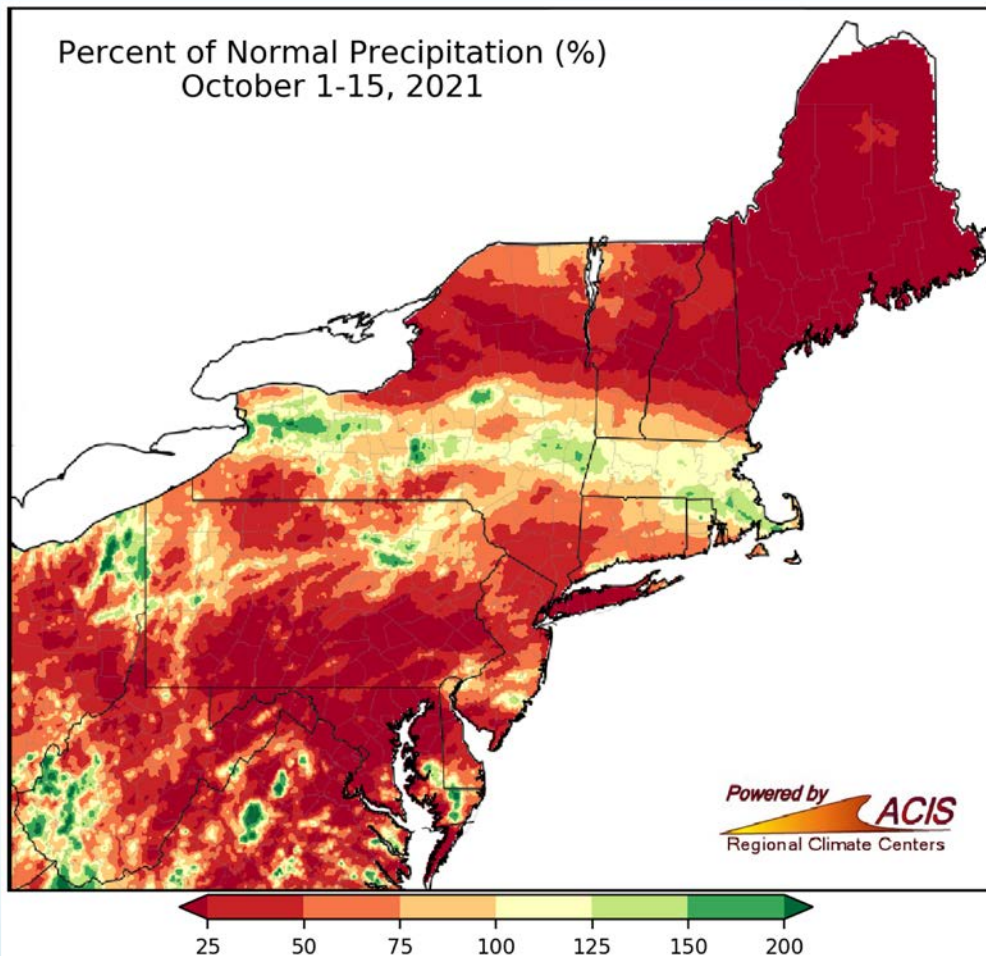 Percent of Normal Precipitation (%)
October 1-15, 2021
Powered by
ACIS
Regional Climate Centers
25 50 75 100 125 150 200